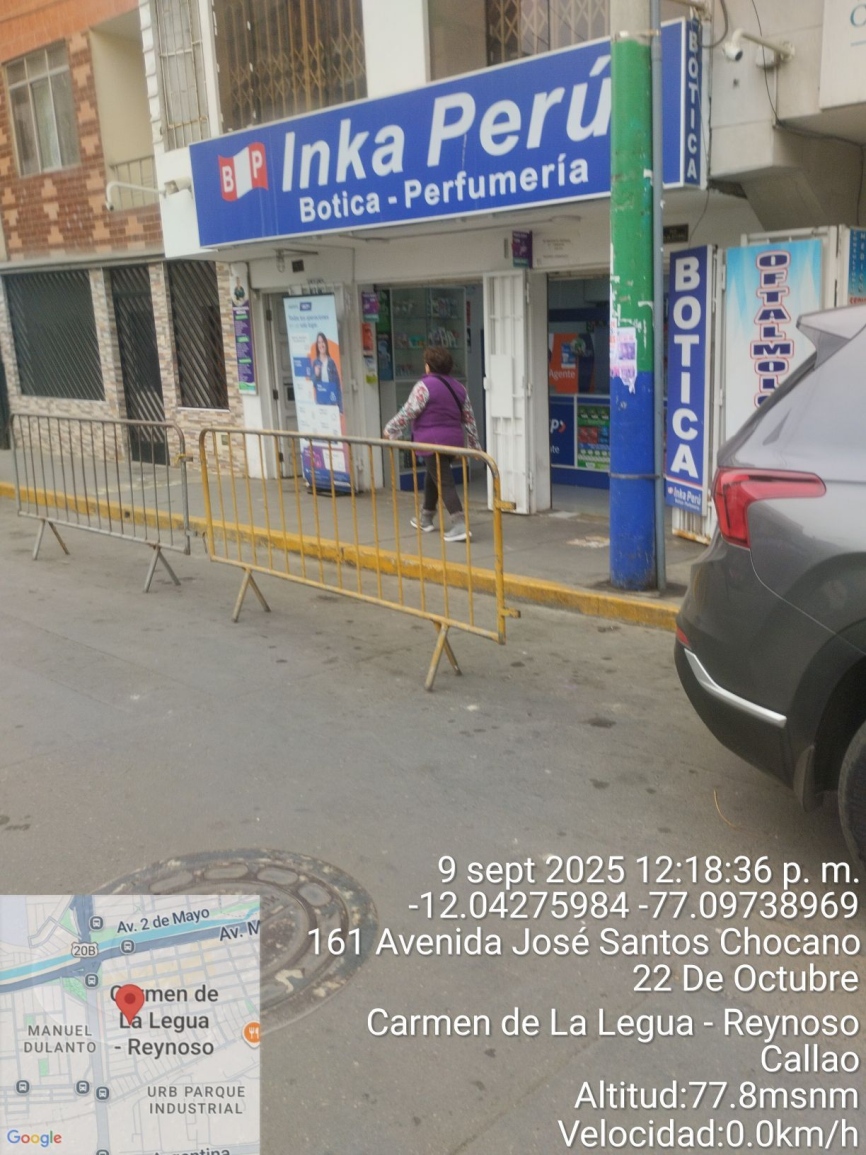 BOTICA
BP
Inka Perú
Botica - Perfumería
Agente
BOTICA
Inka Perú
9 sept 2025 12:18:36 p. m.
-12.04275984 -77.09738969
161 Avenida José Santos Chocano
22 De Octubre
Carmen de La Legua - Reynoso
Callao
Altitud:77.8msnm
Velocidad:0.0km/h
Av. 2 de Mayo
Av. M
20B
Carmen de
La Legua
- Reynoso
MANUEL
DULANTO
URB PARQUE
INDUSTRIAL
Google